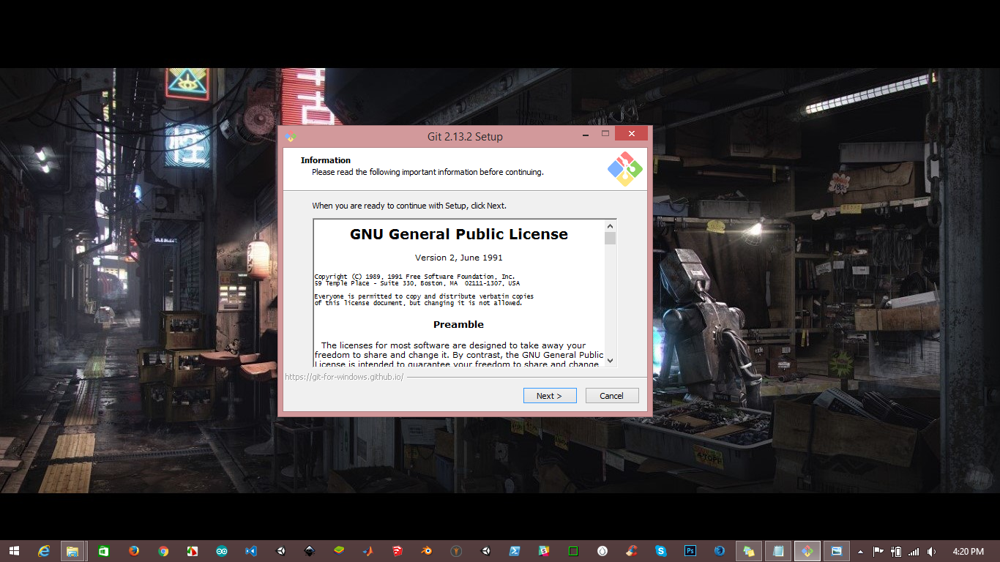 Git 2.13.2 Setup
Information
Please read the following important information before continuing.
When you are ready to continue with Setup, click Next.
GNU General Public License
Version 2, June 1991
Copyright (C) 1989, 1991 Free Software Foundation, Inc.
59 Temple Place - Suite 330, Boston, MA  02111-1307, USA
Everyone is permitted to copy and distribute verbatim copies
of this license document, but changing it is not allowed.
Preamble
The licenses for most software are designed to take away your
freedom to share and change it. By contrast, the GNU General Public
License is intended to guarantee your freedom to share and change
https://git-for-windows.github.io/
Next >
Cancel
180-
Ps
4:20 PM